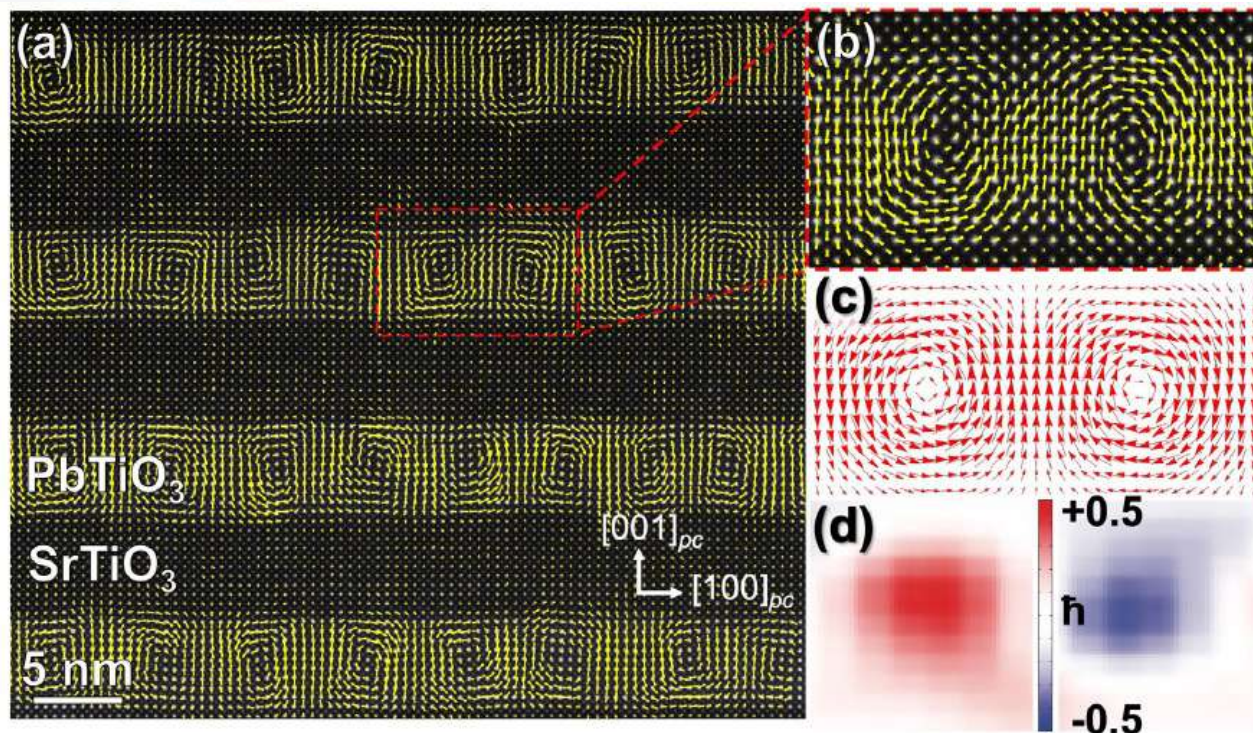 (a)
(b)
(c)
PbTiO₃
[001]pc
(d)
+0.5
SrTiO₃
[100]pc
ħ
5 nm
-0.5